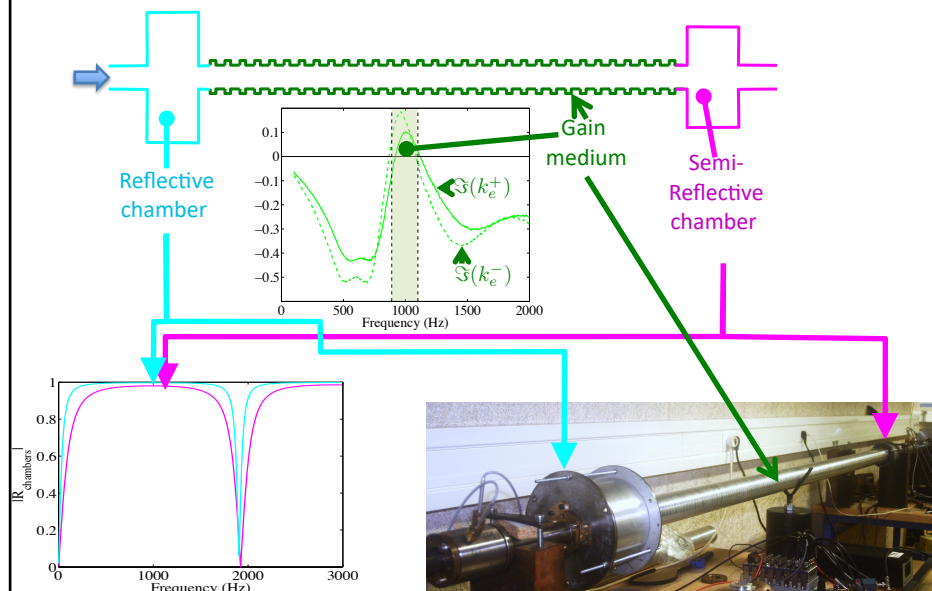 Reflective
chamber
Gain
medium
Semi-
Reflective
chamber
0.1
0
−0.1
−0.2
−0.3
−0.4
−0.5
ℑ(k_e^+)
ℑ(k_e^−)
0 500 1000 1500 2000
Frequency (Hz)
1
0.8
0.6
0.4
0.2
0
|R_chambers|
0 1000 2000 3000
Frequency (Hz)